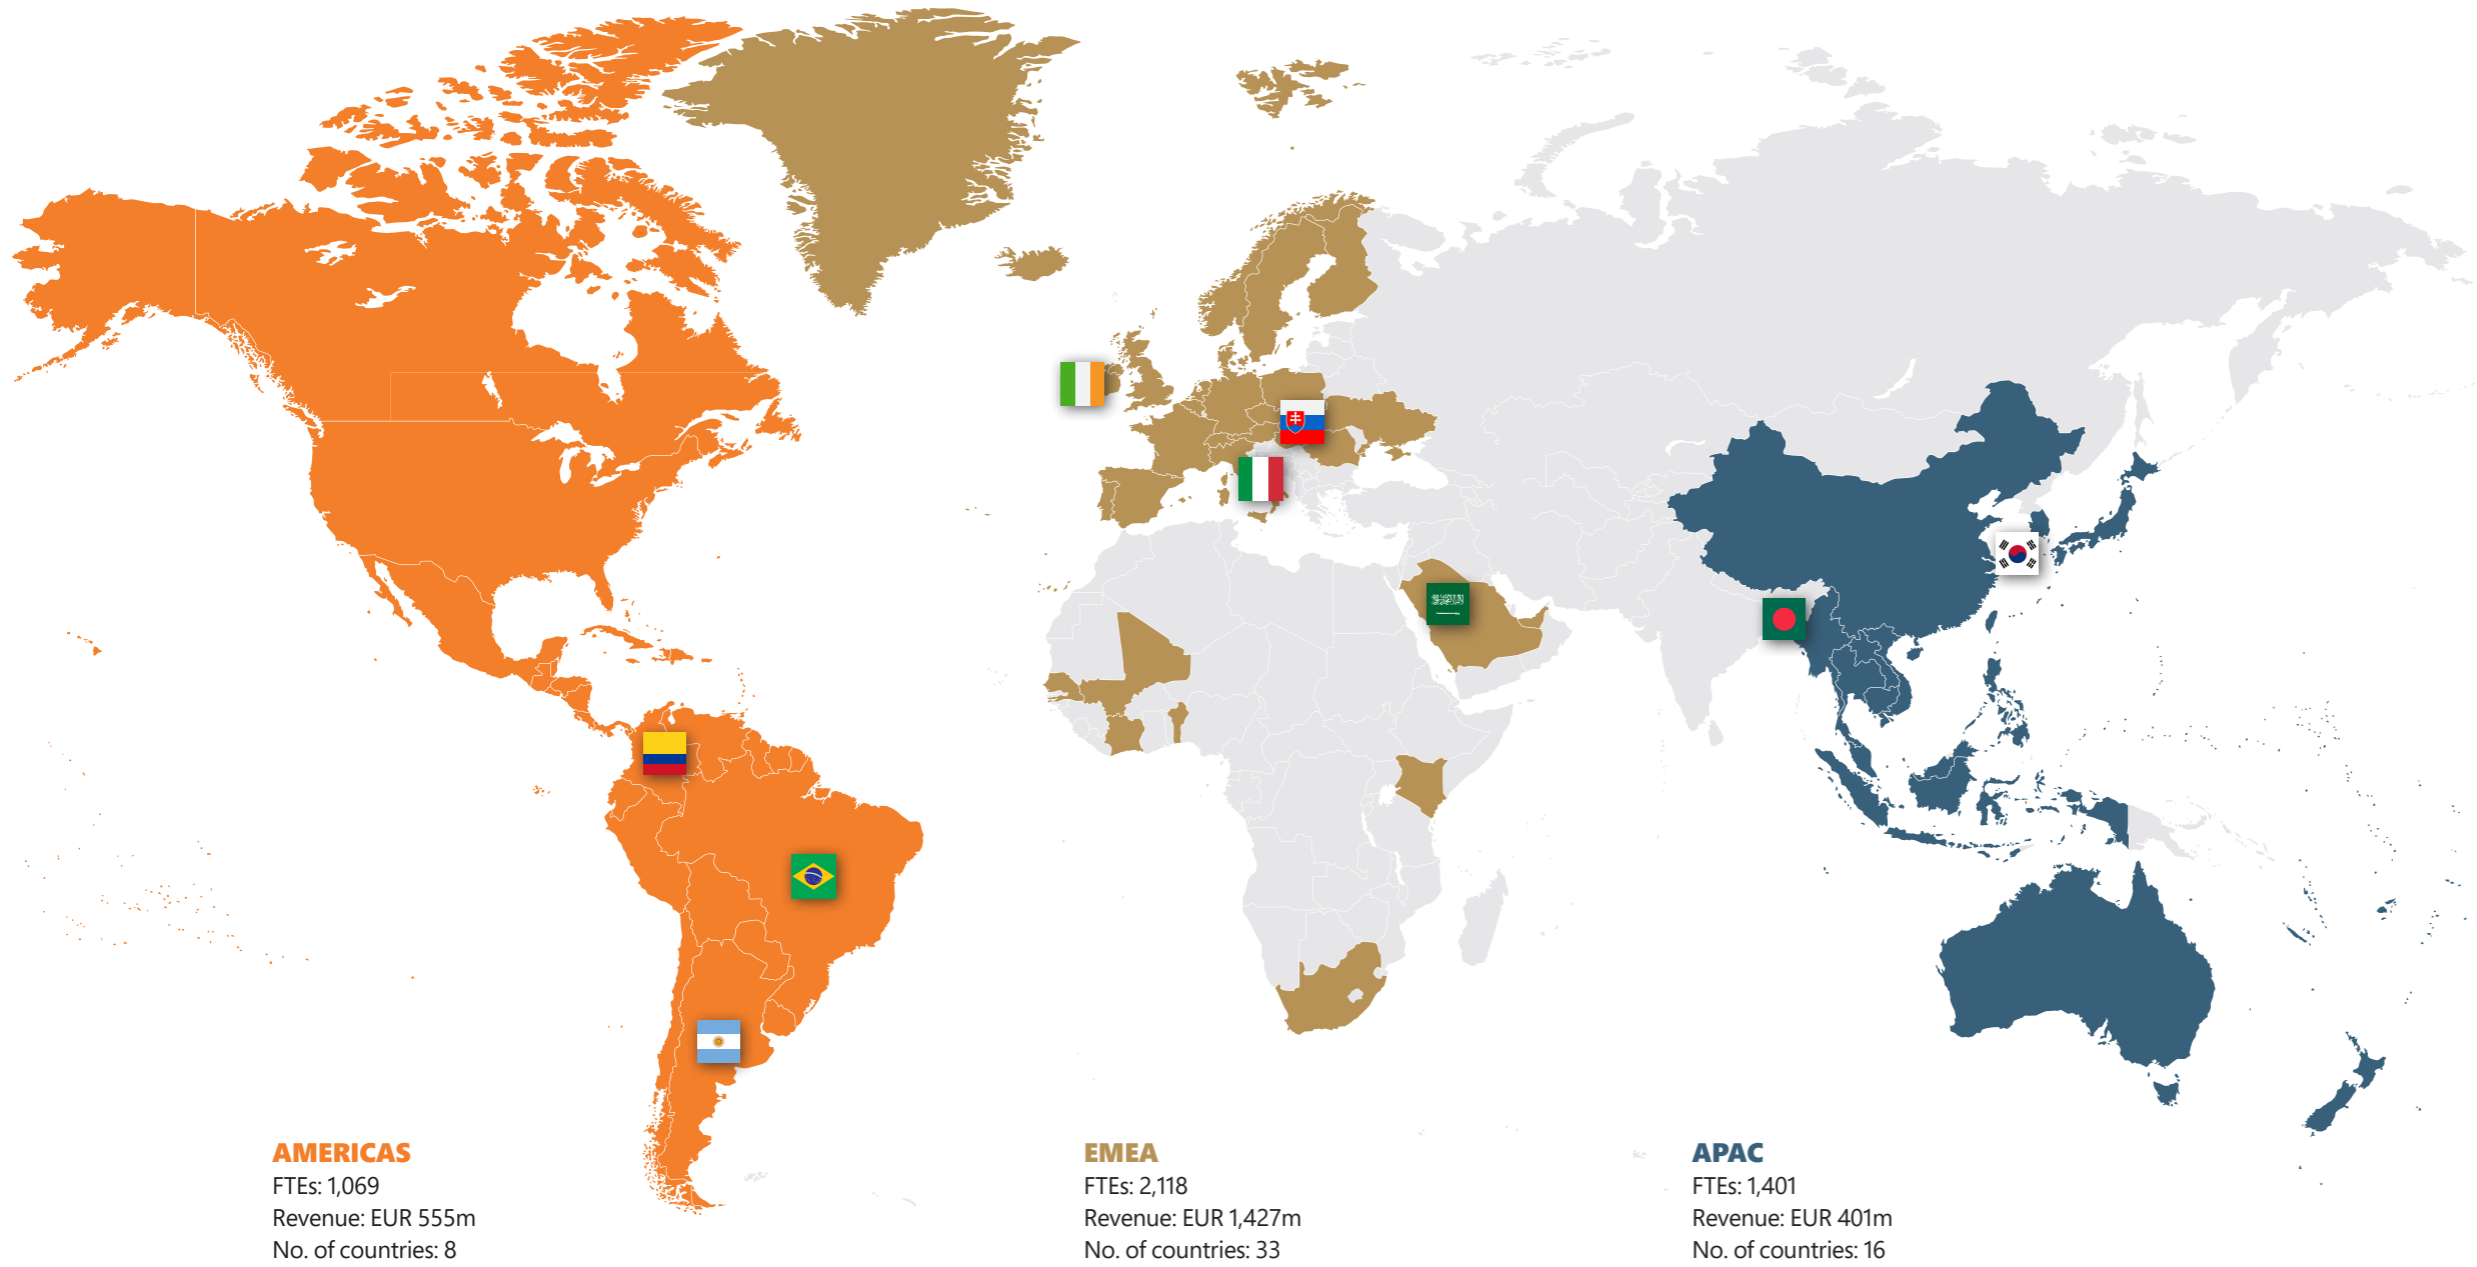 AMERICAS
FTEs: 1,069
Revenue: EUR 555m
No. of countries: 8
EMEA
FTEs: 2,118
Revenue: EUR 1,427m
No. of countries: 33
APAC
FTEs: 1,401
Revenue: EUR 401m
No. of countries: 16